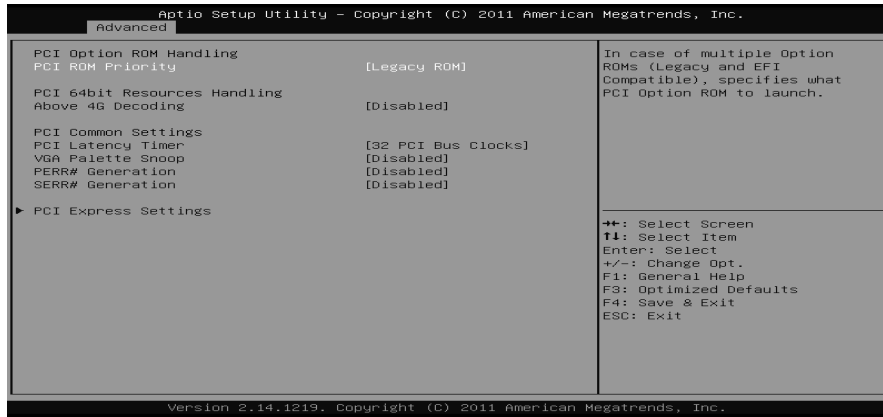 Aptio Setup Utility – Copyright (C) 2011 American Megatrends, Inc.
Advanced
PCI Option ROM Handling
PCI ROM Priority [Legacy ROM]
PCI 64bit Resources Handling
Above 4G Decoding [Disabled]
PCI Common Settings
PCI Latency Timer [32 PCI Bus Clocks]
VGA Palette Snoop [Disabled]
PERR# Generation [Disabled]
SERR# Generation [Disabled]
► PCI Express Settings
In case of multiple Option
ROMs (Legacy and EFI
Compatible), specifies what
PCI Option ROM to launch.
→←: Select Screen
↑↓: Select Item
Enter: Select
+/-: Change Opt.
F1: General Help
F3: Optimized Defaults
F4: Save & Exit
ESC: Exit
Version 2.14.1219. Copyright (C) 2011 American Megatrends, Inc.